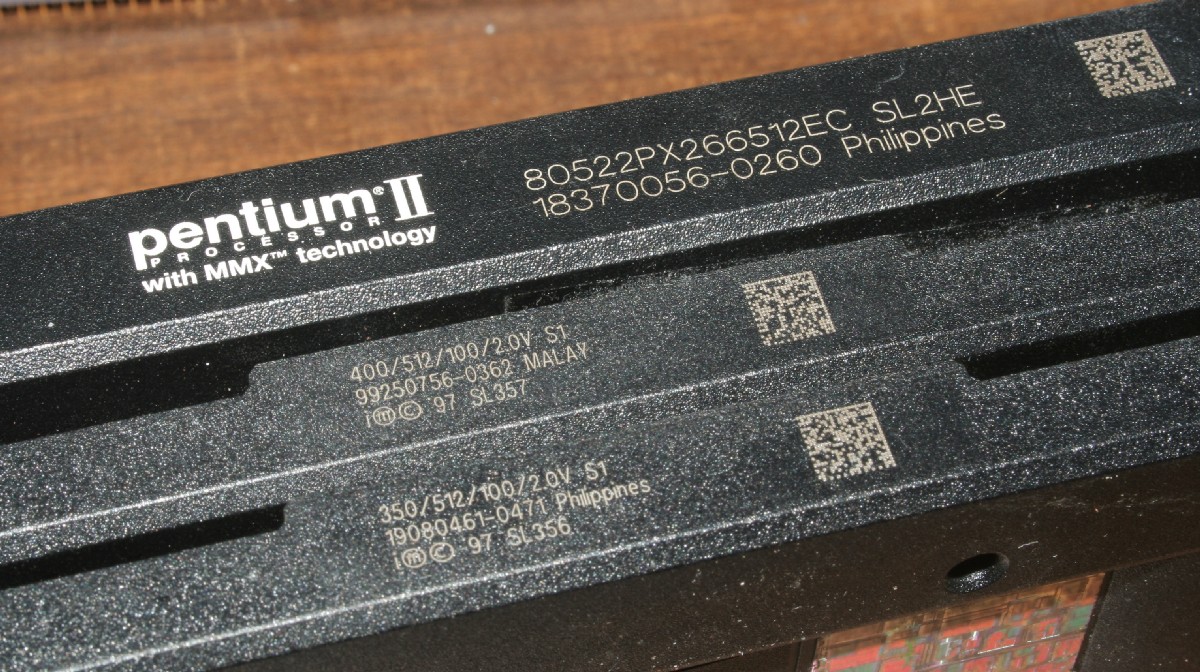 pentium® II
PROCESSOR
with MMX™ technology
80522PX266512EC SL2HE
18370056-0260 Philippines
400/512/100/2.0V S1
99250756-0362 MALAY
i ⓜ © 97 SL357
350/512/100/2.0V S1
19080461-0471 Philippines
i ⓜ © 97 SL356